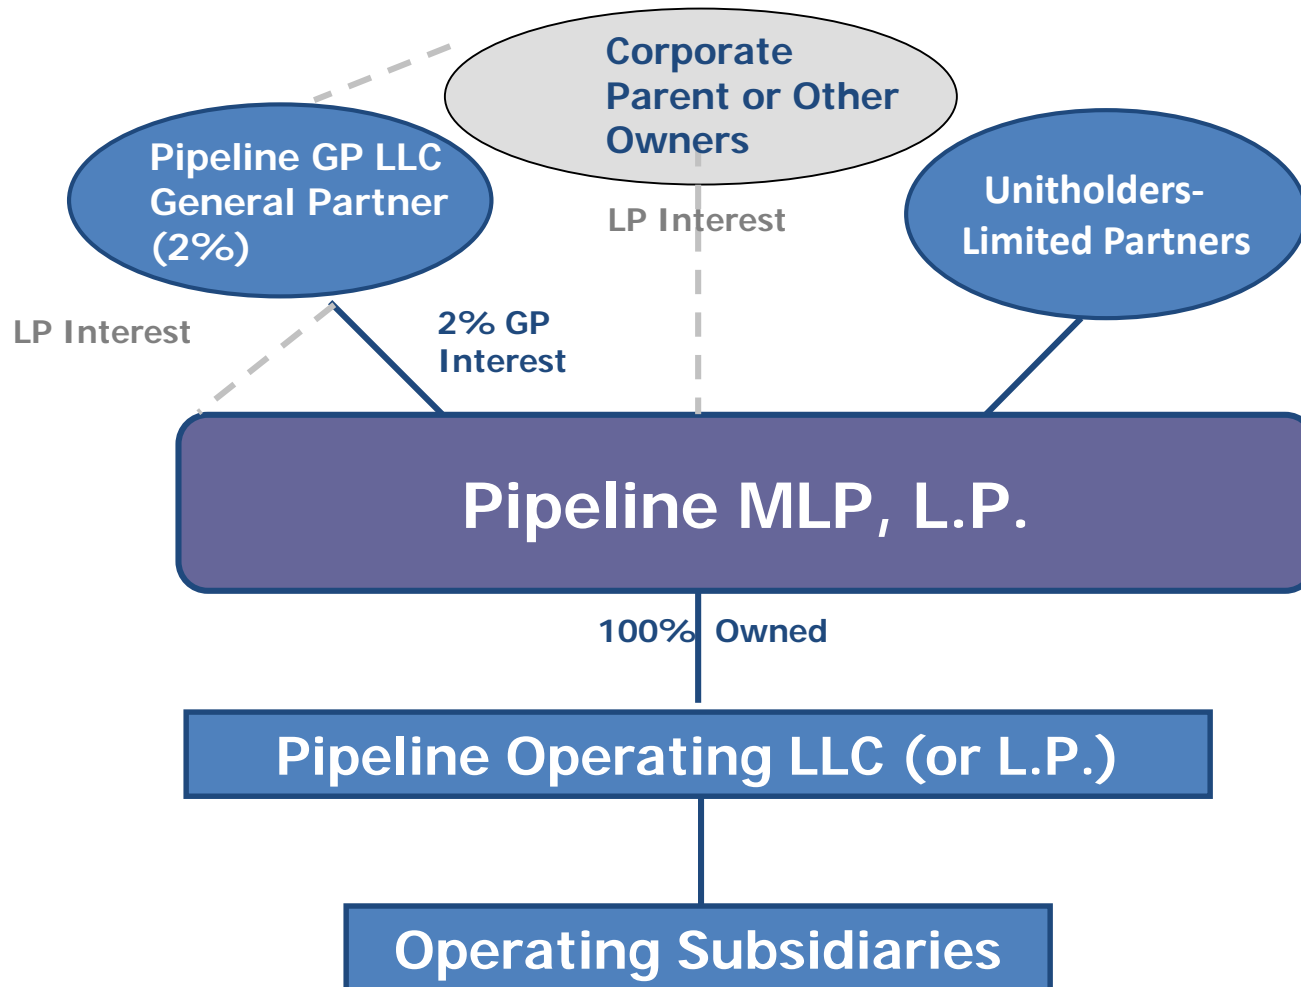 Corporate
Parent or Other
Owners
Pipeline GP LLC
General Partner
(2%)
Unitholders-
Limited Partners
LP Interest
LP Interest
2% GP
Interest
Pipeline MLP, L.P.
100% Owned
Pipeline Operating LLC (or L.P.)
Operating Subsidiaries